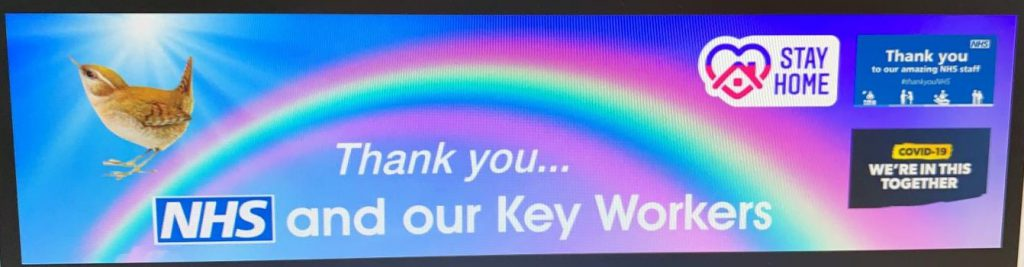 Thank you...
NHS and our Key Workers
STAY
HOME
NHS
Thank you
to our amazing NHS staff
#thankyouNHS
COVID-19
WE'RE IN THIS
TOGETHER